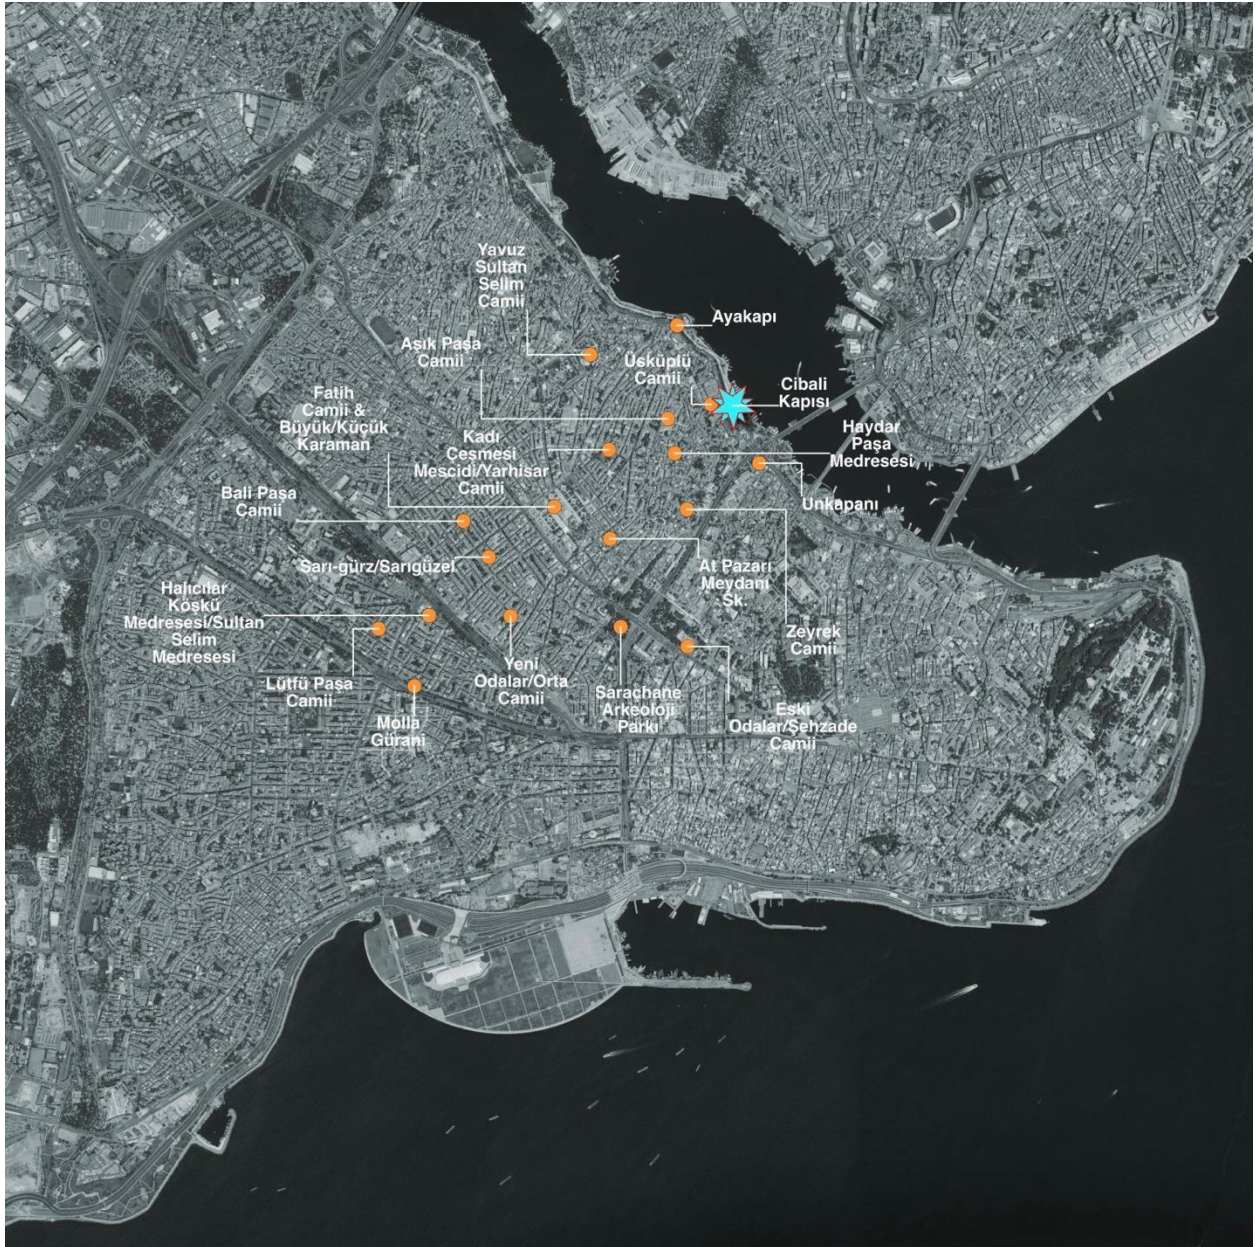 Yavuz
Sultan
Selim
Camii
Ayakapı
Aşık Paşa
Camii
Üsküplü
Camii
Cibali
Kapısı
Fatih
Camii &
Büyük/Küçük
Karaman
Kadı
Çeşmesi
Mescidi/Yarhisar
Camii
Haydar
Paşa
Medresesi
Bali Paşa
Camii
Unkapanı
Sarı-gürz/Sarıgüzel
At Pazarı
Meydanı
Sk.
Halıcılar
Köşkü
Medresesi/Sultan
Selim
Medresesi
Zeyrek
Camii
Lütfü Paşa
Camii
Yeni
Odalar/Orta
Camii
Saraçhane
Arkeoloji
Parkı
Eski
Odalar/Şehzade
Camii
Molla
Gürani